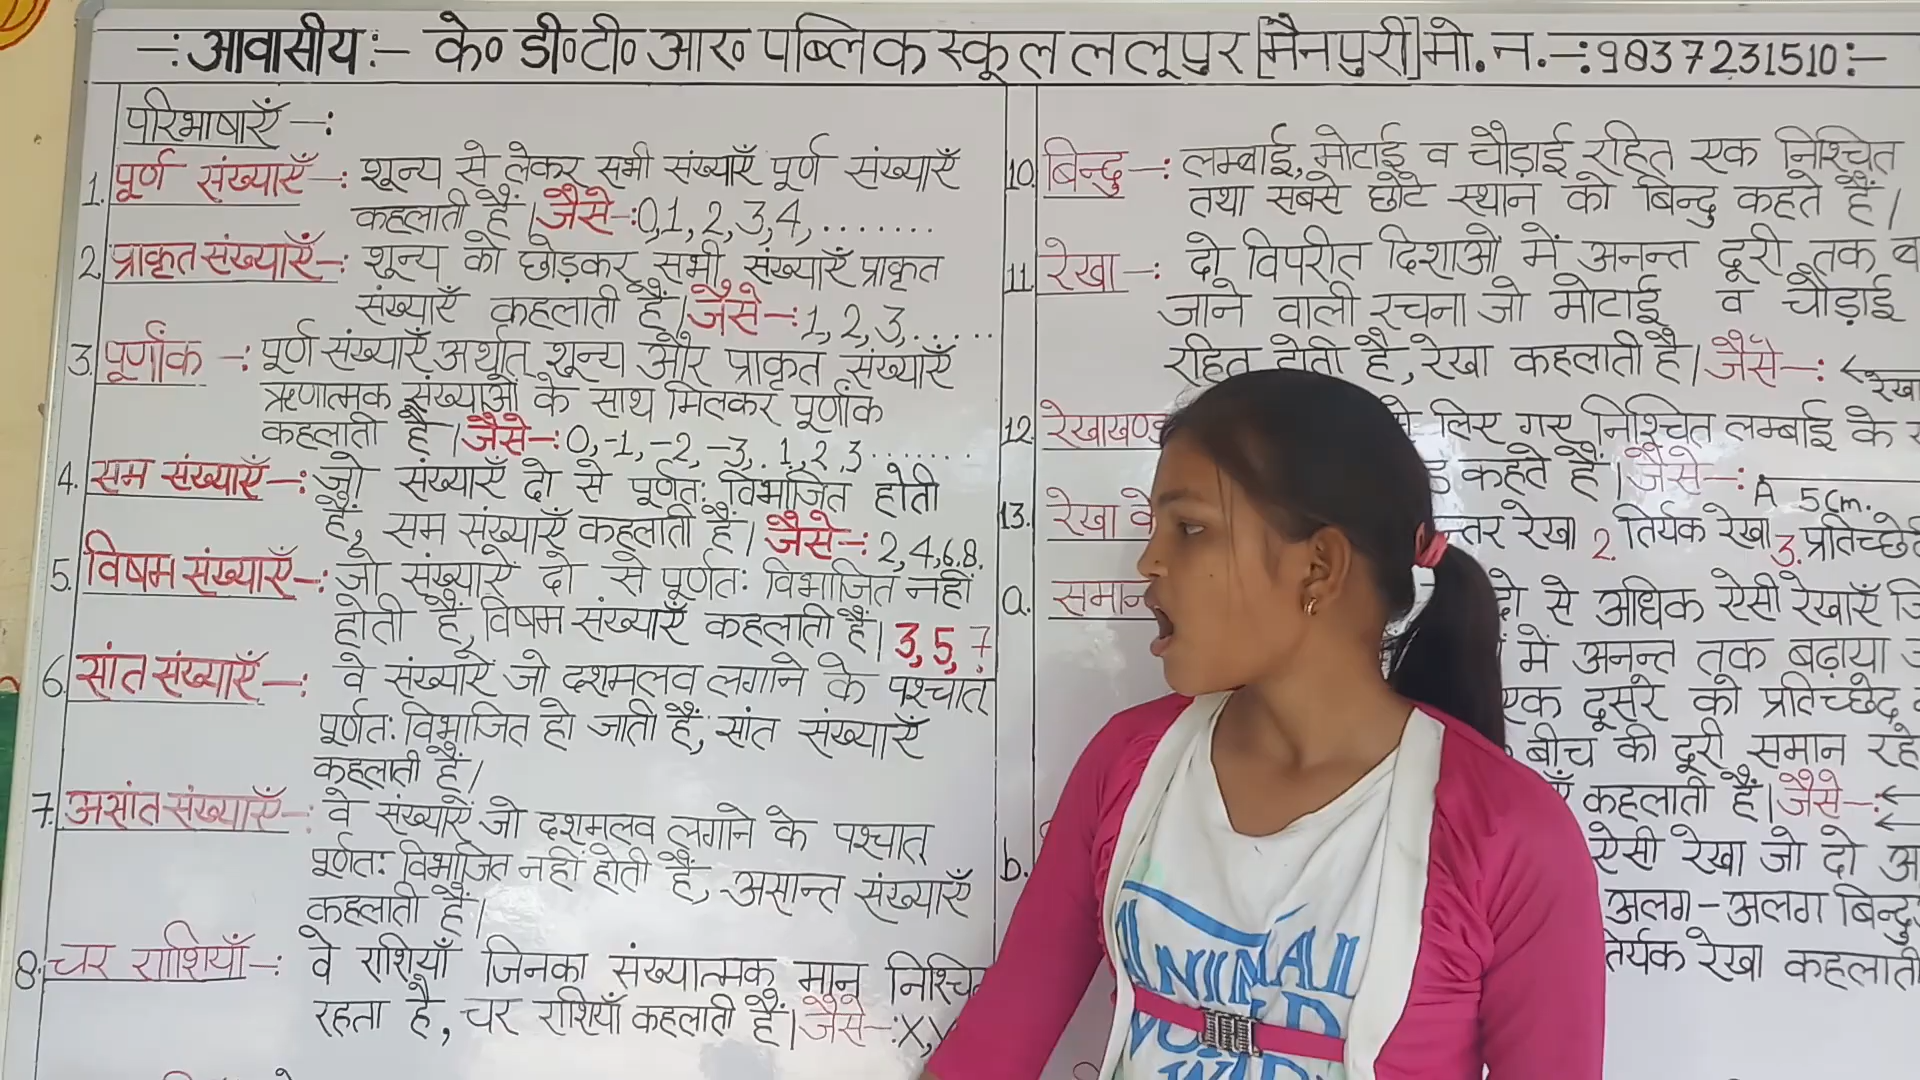 -: आवासीय:- के० डी०टी० आर० पब्लिक स्कूल ललूपुर [मैनपुरी] मो.न.-:9837231510:-
परिभाषाएँ -:
1. पूर्ण संख्याएँ -: शून्य से लेकर सभी संख्याएँ पूर्ण संख्याएँ
कहलाती हैं। जैसे-:0,1,2,3,4,.......
2. प्राकृत संख्याएँ -: शून्य को छोड़कर सभी संख्याएँ प्राकृत
संख्याएँ कहलाती हैं। जैसे-:1,2,3,.....
3. पूर्णांक -: पूर्ण संख्याएँ अर्थात् शून्य और प्राकृत संख्याएँ
ऋणात्मक संख्याओं के साथ मिलकर पूर्णांक
कहलाती हैं। जैसे-:0,-1,-2,-3,.1,2,3.......
4. सम संख्याएँ -: जो संख्याएँ दो से पूर्णतः विभाजित होती
हैं, सम संख्याएँ कहलाती हैं। जैसे-:2,4,6,8.
5. विषम संख्याएँ -: जो संख्याऐं दो से पूर्णतः विभाजित नहीं
होती हैं, विषम संख्याएँ कहलाती हैं। 3,5,7
6. सांत संख्याएँ -: वे संख्याऐं जो दशमलव लगाने के पश्चात्
पूर्णतः विभाजित हो जाती हैं, सांत संख्याएँ
कहलाती हैं।
7. असांत संख्याएँ -: वे संख्याऐं जो दशमलव लगाने के पश्चात्
पूर्णतः विभाजित नहीं होती हैं, असान्त संख्याएँ
कहलाती हैं।
8. चर राशियाँ -: वे राशियाँ जिनका संख्यात्मक मान
रहता है, चर राशियाँ कहलाती हैं। जैसे-:X,
10. बिन्दु -: लम्बाई, मोटाई व चौड़ाई रहित एक निश्चित
तथा सबसे छोटे स्थान को बिन्दु कहते हैं।
11. रेखा -: दो विपरीत दिशाओं में अनन्त दूरी तक
जाने वाली रचना जो मोटाई व चौड़ाई
रहित होती है, रेखा कहलाती है। जैसे-: ←
रेखा
12. रेखाखण्ड लिए गए निश्चित लम्बाई के
कहते हैं। जैसे-: A 5Cm.
13. रेखा रेखा 2. तिर्यक रेखा 3.
a. दो से अधिक ऐसी रेखाएँ
में अनन्त तक बढ़ाया
एक दूसरे को प्रतिच्छेद
बीच की दूरी समान रहे
कहलाती हैं। जैसे-:←
←
b. ऐसी रेखा जो दो
अलग-अलग बिन्दु
रेखा कहलाती
ANIMAL